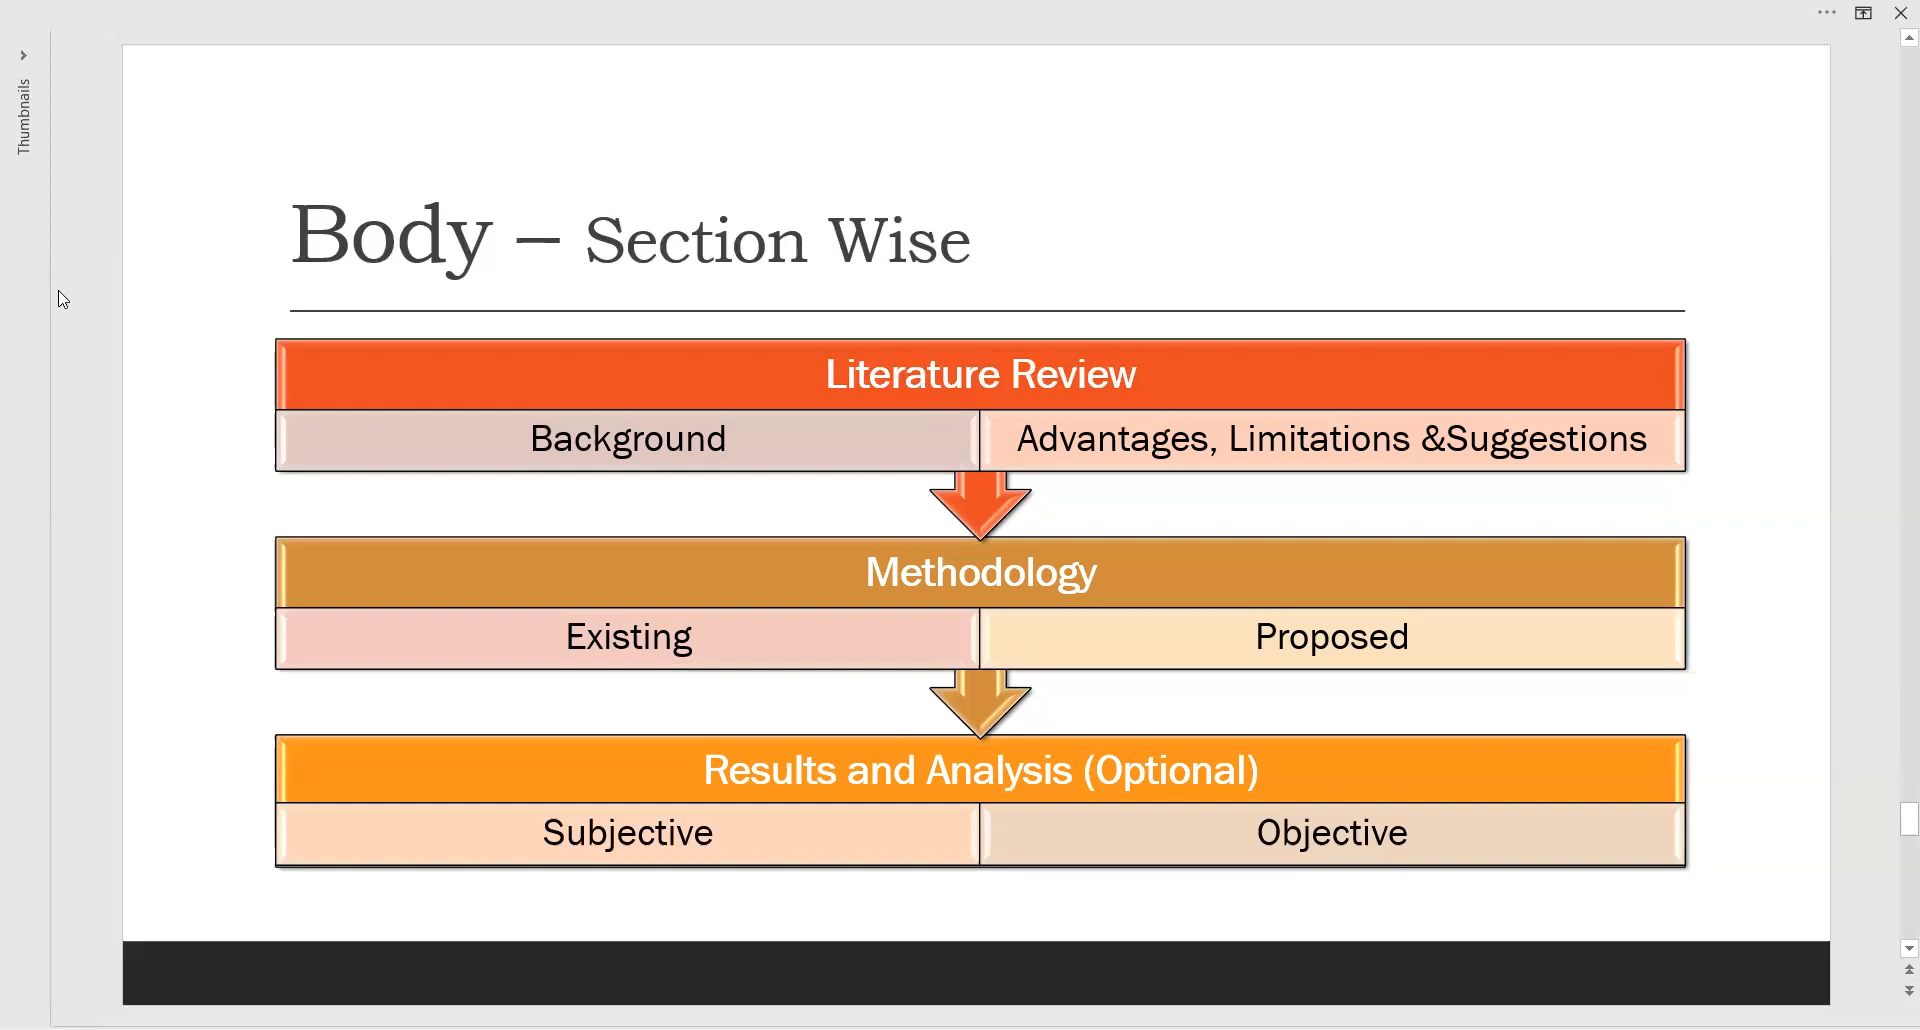 Thumbnails
Body – Section Wise
Literature Review
Background
Advantages, Limitations &Suggestions
Methodology
Existing
Proposed
Results and Analysis (Optional)
Subjective
Objective